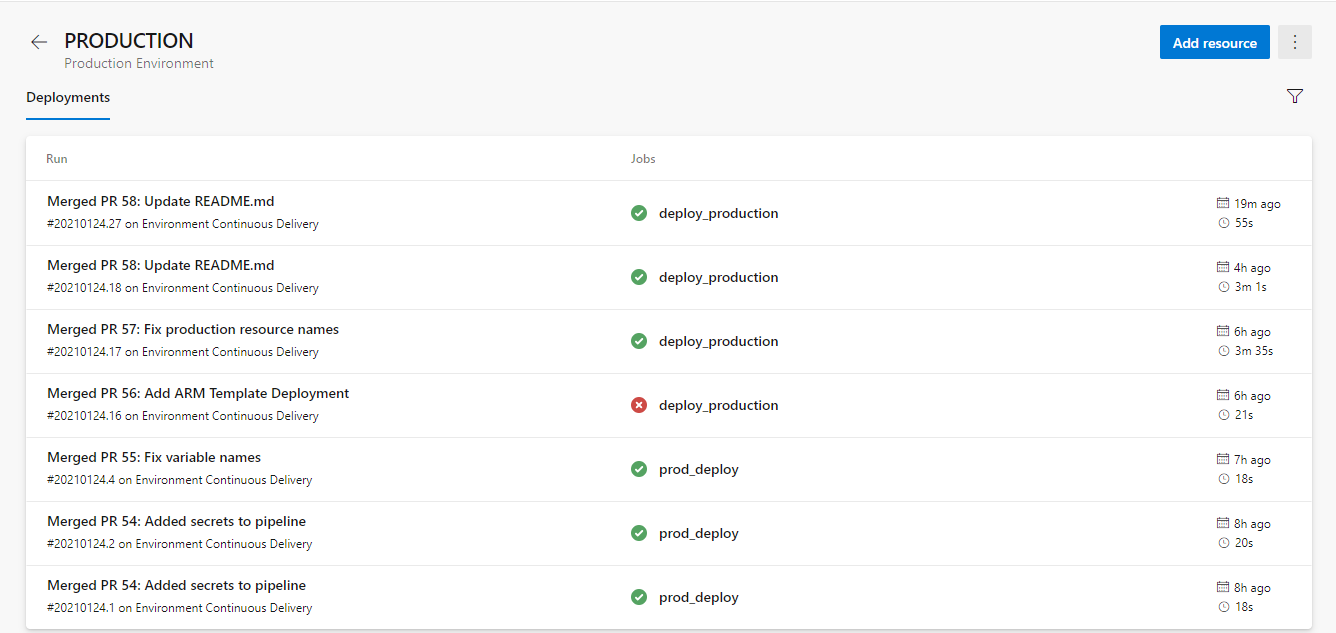 PRODUCTION
Add resource
Production Environment
Deployments
Run Jobs
Merged PR 58: Update README.md
#20210124.27 on Environment Continuous Delivery
deploy_production
19m ago
55s
Merged PR 58: Update README.md
#20210124.18 on Environment Continuous Delivery
deploy_production
4h ago
3m 1s
Merged PR 57: Fix production resource names
#20210124.17 on Environment Continuous Delivery
deploy_production
6h ago
3m 35s
Merged PR 56: Add ARM Template Deployment
#20210124.16 on Environment Continuous Delivery
deploy_production
6h ago
21s
Merged PR 55: Fix variable names
#20210124.4 on Environment Continuous Delivery
prod_deploy
7h ago
18s
Merged PR 54: Added secrets to pipeline
#20210124.2 on Environment Continuous Delivery
prod_deploy
8h ago
20s
Merged PR 54: Added secrets to pipeline
#20210124.1 on Environment Continuous Delivery
prod_deploy
8h ago
18s